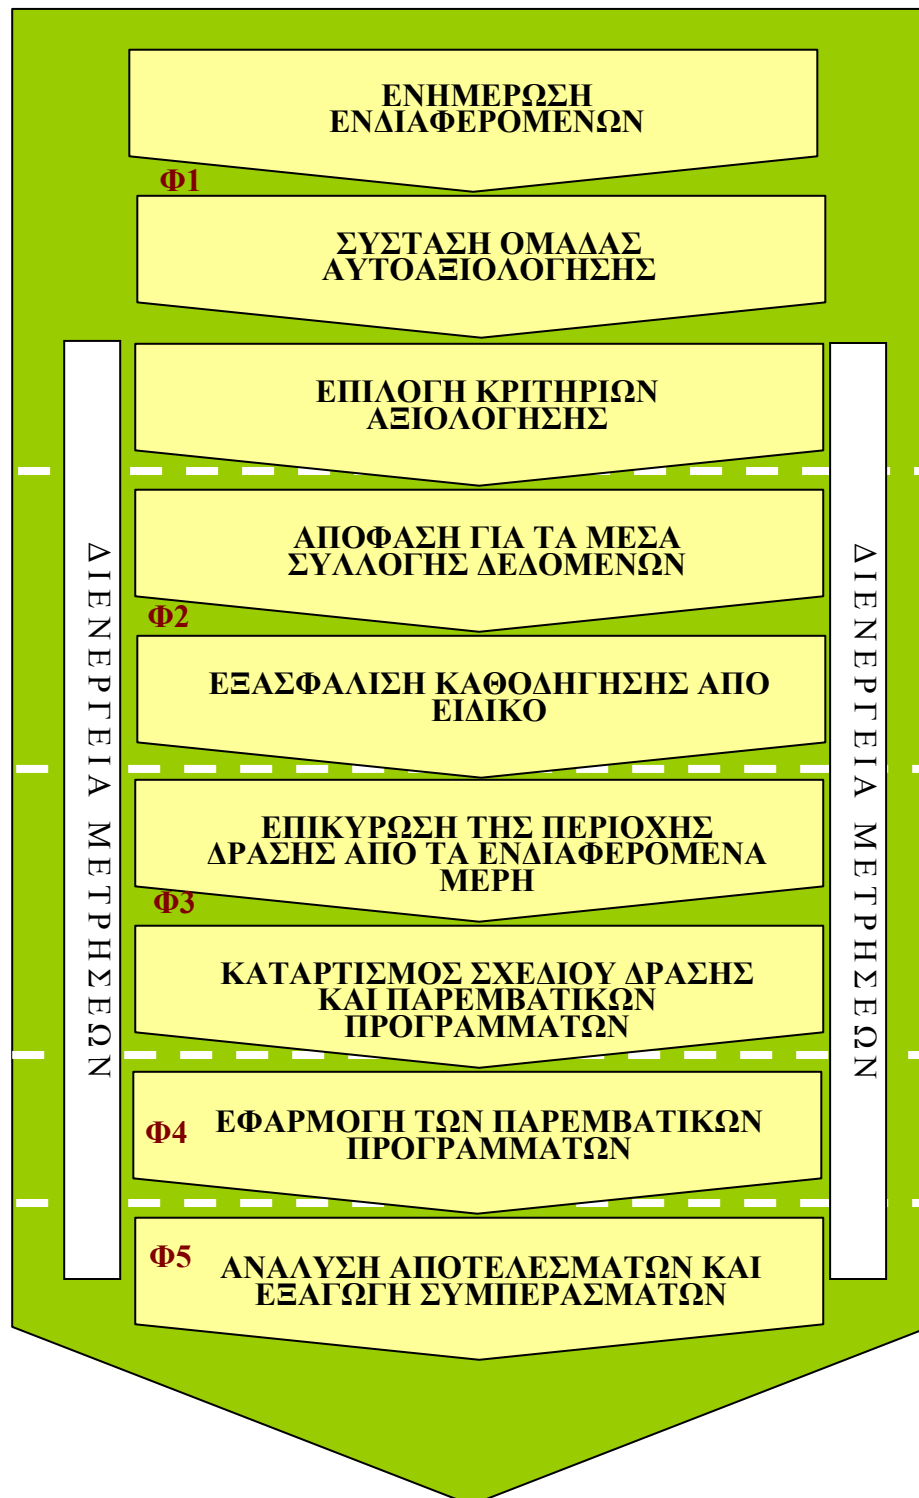 ΕΝΗΜΕΡΩΣΗ
ΕΝΔΙΑΦΕΡΟΜΕΝΩΝ
Φ1
ΣΥΣΤΑΣΗ ΟΜΑΔΑΣ
ΑΥΤΟΑΞΙΟΛΟΓΗΣΗΣ
ΕΠΙΛΟΓΗ ΚΡΙΤΗΡΙΩΝ
ΑΞΙΟΛΟΓΗΣΗΣ
ΑΠΟΦΑΣΗ ΓΙΑ ΤΑ ΜΕΣΑ
ΣΥΛΛΟΓΗΣ ΔΕΔΟΜΕΝΩΝ
Φ2
ΕΞΑΣΦΑΛΙΣΗ ΚΑΘΟΔΗΓΗΣΗΣ ΑΠΟ
ΕΙΔΙΚΟ
ΕΠΙΚΥΡΩΣΗ ΤΗΣ ΠΕΡΙΟΧΗΣ
ΔΡΑΣΗΣ ΑΠΟ ΤΑ ΕΝΔΙΑΦΕΡΟΜΕΝΑ
ΜΕΡΗ
Φ3
ΚΑΤΑΡΤΙΣΜΟΣ ΣΧΕΔΙΟΥ ΔΡΑΣΗΣ
ΚΑΙ ΠΑΡΕΜΒΑΤΙΚΩΝ
ΠΡΟΓΡΑΜΜΑΤΩΝ
Φ4
ΕΦΑΡΜΟΓΗ ΤΩΝ ΠΑΡΕΜΒΑΤΙΚΩΝ
ΠΡΟΓΡΑΜΜΑΤΩΝ
Φ5
ΑΝΑΛΥΣΗ ΑΠΟΤΕΛΕΣΜΑΤΩΝ ΚΑΙ
ΕΞΑΓΩΓΗ ΣΥΜΠΕΡΑΣΜΑΤΩΝ
ΔΙΕΝΕΡΓΕΙΑ ΜΕΤΡΗΣΕΩΝ
ΔΙΕΝΕΡΓΕΙΑ ΜΕΤΡΗΣΕΩΝ